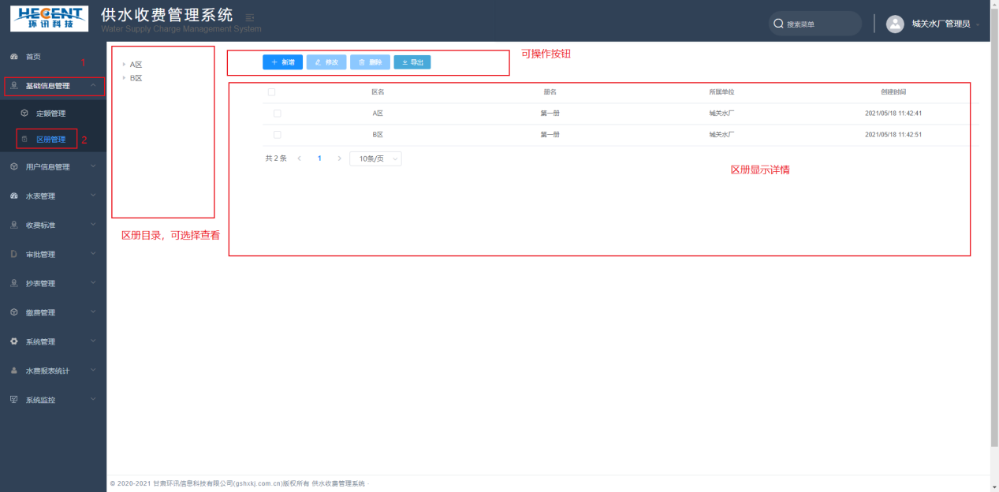 HECENT
环讯科技
供水收费管理系统
Water Supply Charge Management System
搜索菜单
城关水厂管理员
首页
1
基础信息管理
定额管理
区册管理
2
用户信息管理
水表管理
收费标准
审批管理
抄表管理
缴费管理
系统管理
水费报表统计
系统监控
A区
B区
区册目录，可选择查看
新增 修改 删除 导出
可操作按钮
区名 册名 所属单位 创建时间
A区 第一册 城关水厂 2021/05/18 11:42:41
B区 第一册 城关水厂 2021/05/18 11:42:51
共 2 条 1 10条/页
区册显示详情
© 2020-2021 甘肃环讯信息科技有限公司(gshxkj.com.cn)版权所有 供水收费管理系统 ·